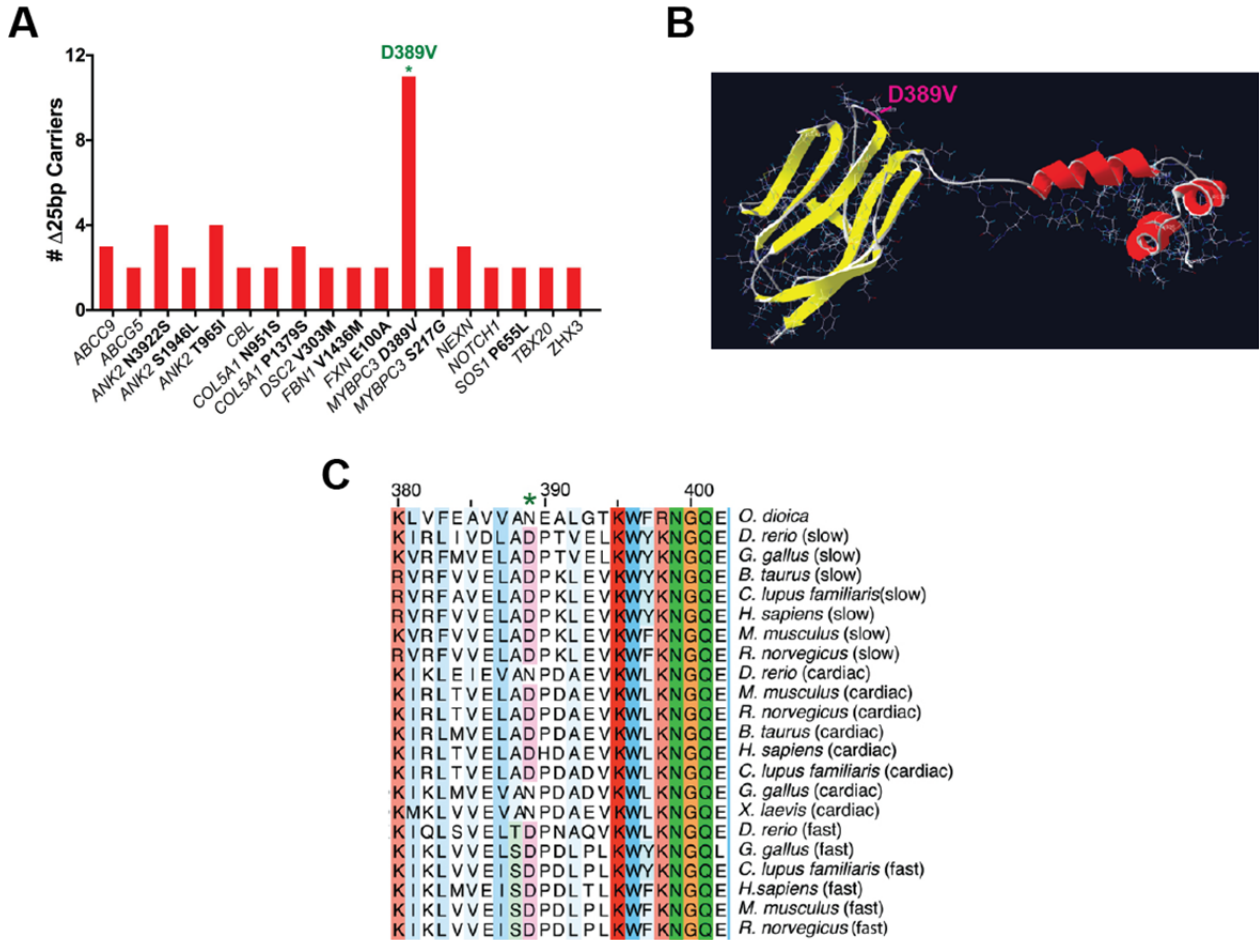 A
B
D389V
*
12
8
4
0
# Δ25bp Carriers
ABCC9
ABCG5
ANK2 N3922S
ANK2 S1946L
ANK2 T965I
CBL
COL5A1 N951S
COL5A1 P1379S
DSC2 V303M
FBN1 V1436M
FXN E100A
MYBPC3 D389V
MYBPC3 S217G
NEXN
NOTCH1
SOS1 P655L
TBX20
ZHX3
D389V
C
380 * 390 400
KLVFEAVVANEALGTKWFRNGQE O. dioica
KIRLIVDLADPTVELKWYKNGQE D. rerio (slow)
KVRFMVELADPTVELKWYKNGQE G. gallus (slow)
RVRFVVELADPKLEVKWYKNGQE B. taurus (slow)
RVRFAVELADPKLEVKWYKNGQE C. lupus familiaris(slow)
RVRFVVELADPKLEVKWYKNGQE H. sapiens (slow)
KVRFVVELADPKLEVKWFKNGQE M. musculus (slow)
RVRFVVELADPKLEVKWFKNGQE R. norvegicus (slow)
KIKLEIEVANPDAEVKWLKNGQE D. rerio (cardiac)
KIRLTVELADPDAEVKWLKNGQE M. musculus (cardiac)
KIRLTVELADPDAEVKWLKNGQE R. norvegicus (cardiac)
KIRLMVELADPDAEVKWLKNGQE B. taurus (cardiac)
KIRLTVELADHDAEVKWLKNGQE H. sapiens (cardiac)
KIRLTVELADPDADVKWLKNGQE C. lupus familiaris (cardiac)
KIKLMVEVANPDADVKWLKNGQE G. gallus (cardiac)
KMKLVVEVANPDAEVKWLKNGQE X. laevis (cardiac)
KIQLSVELTDPNAQVKWLKNGQE D. rerio (fast)
KIKLVVELSDPDLPLKWYKNGQL G. gallus (fast)
KIKLVVEISDPDLPLKWYKNGQE C. lupus familiaris (fast)
KIKLMVEISDPDLTLKWFKNGQE H.sapiens (fast)
KIKLVVEISDPDLPLKWFKNGQE M. musculus (fast)
KIKLVVEISDPDLPLKWFKNGQE R. norvegicus (fast)